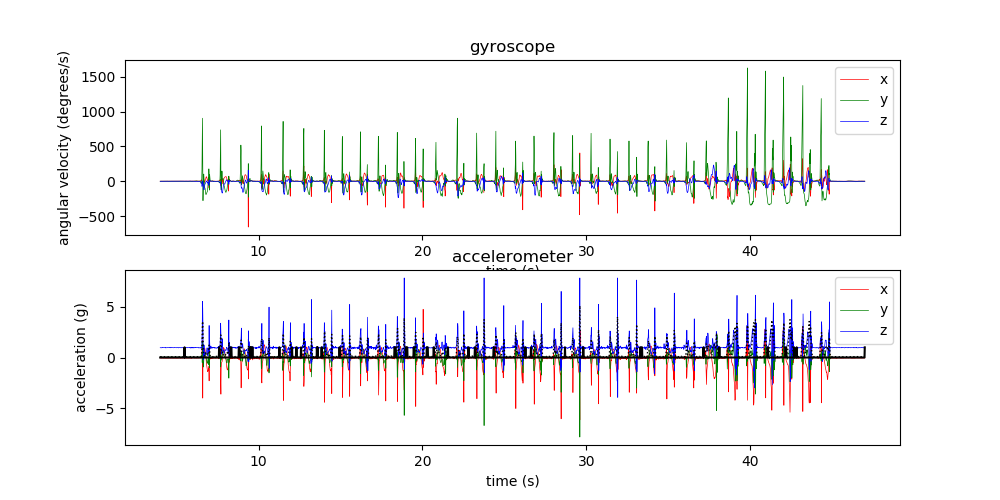 gyroscope
angular velocity (degrees/s)
1500
1000
500
0
−500
x
y
z
10
20
30
40
time (s)
accelerometer
acceleration (g)
5
0
−5
x
y
z
10
20
30
40
time (s)